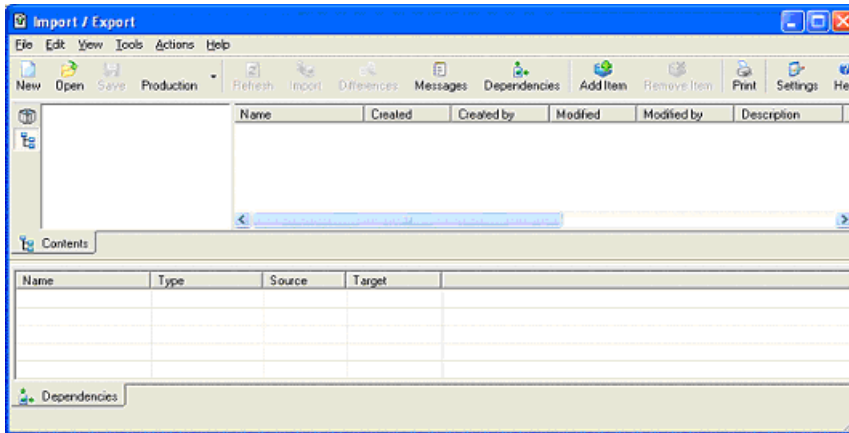 Import / Export
File Edit View Tools Actions Help
New Open Save Production Refresh Import Differences Messages Dependencies Add Item Remove Item Print Settings He
Name Created Created by Modified Modified by Description
Contents
Name Type Source Target
Dependencies